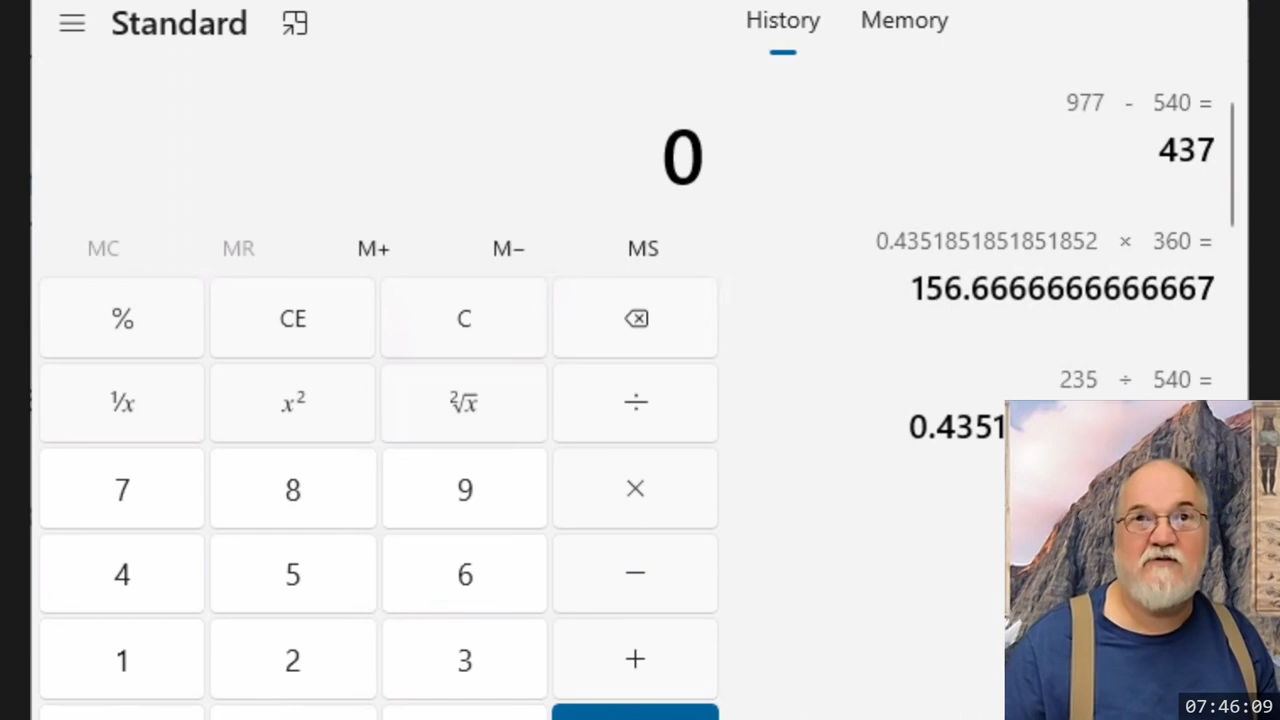 Standard
0
MC MR M+ M− MS
% CE C
¹/x x² ²√x ÷
7 8 9 ×
4 5 6 −
1 2 3 +
History Memory
977 - 540 =
437
0.4351851851851852 × 360 =
156.6666666666667
235 ÷ 540 =
0.4351
07:46:09